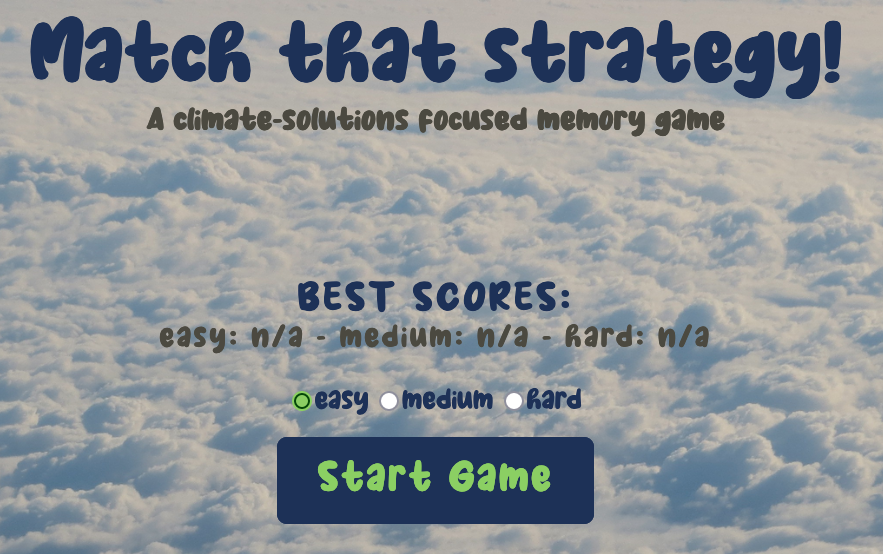 Match that strategy!
A climate-solutions focused memory game
BEST SCORES:
easy: n/a - medium: n/a - hard: n/a
easy medium hard
Start Game